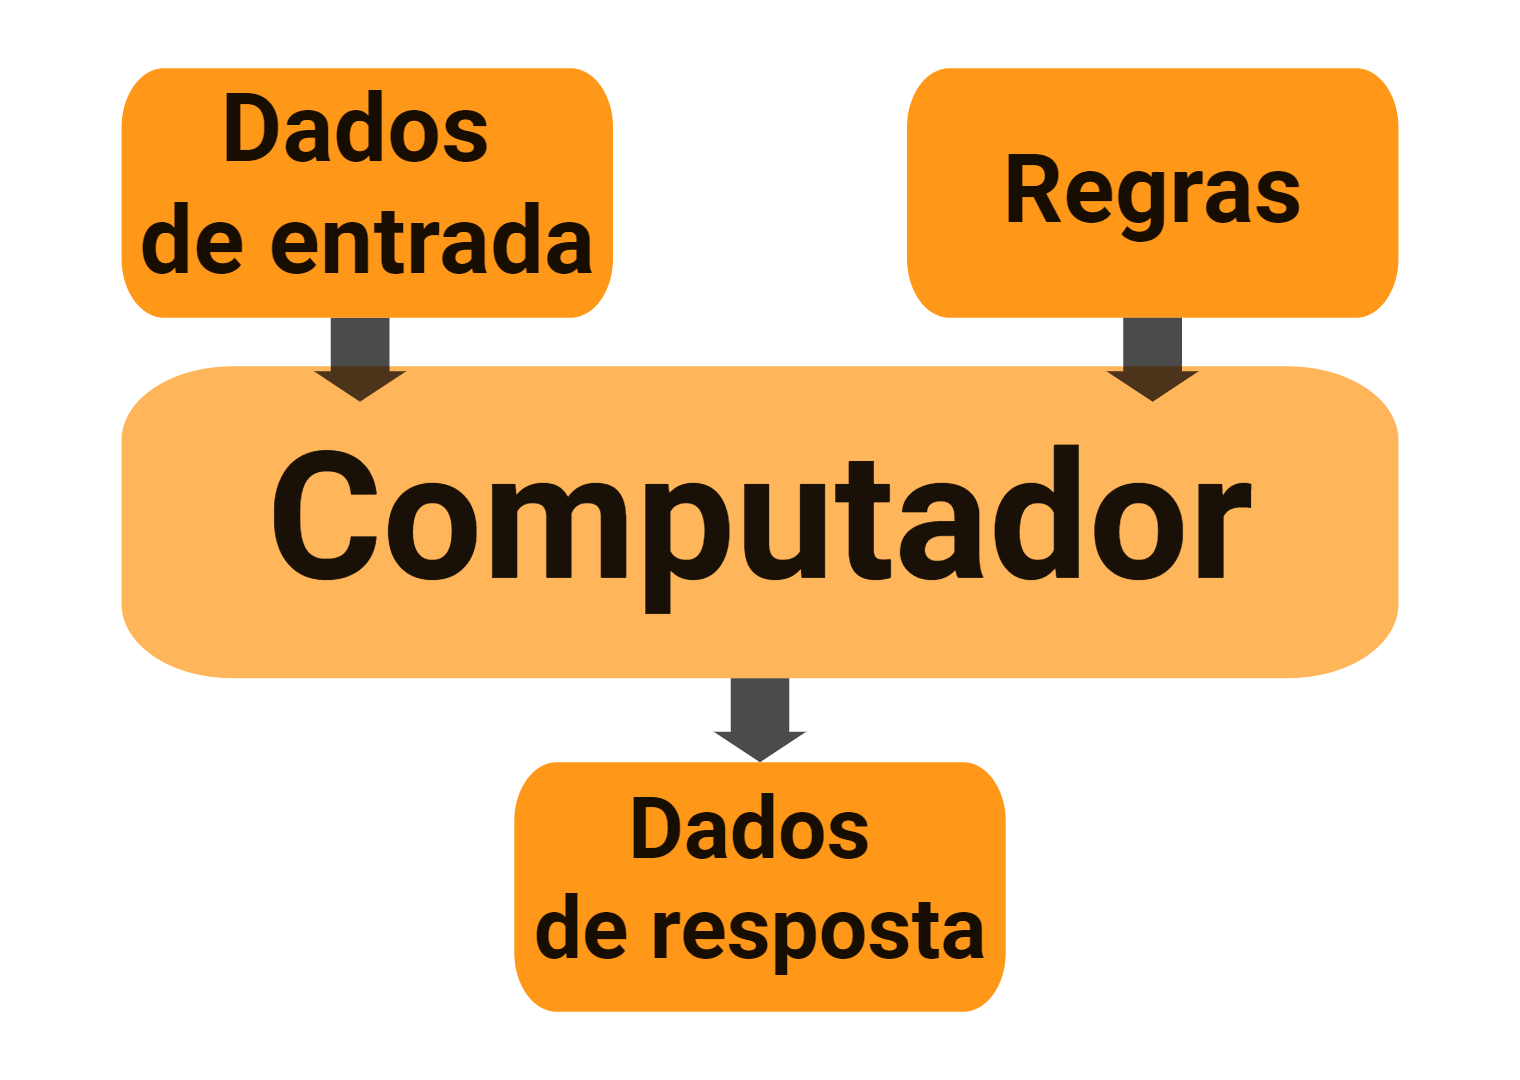 Dados
de entrada
Regras
Computador
Dados
de resposta